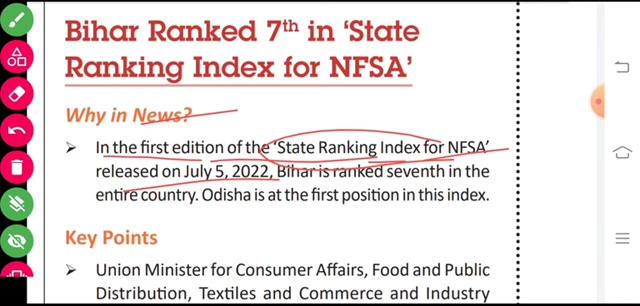 Bihar Ranked 7th in ‘State
Ranking Index for NFSA’
Why in News?
➤ In the first edition of the ‘State Ranking Index for NFSA’
released on July 5, 2022, Bihar is ranked seventh in the
entire country. Odisha is at the first position in this index.
Key Points
➤ Union Minister for Consumer Affairs, Food and Public
Distribution, Textiles and Commerce and Industry